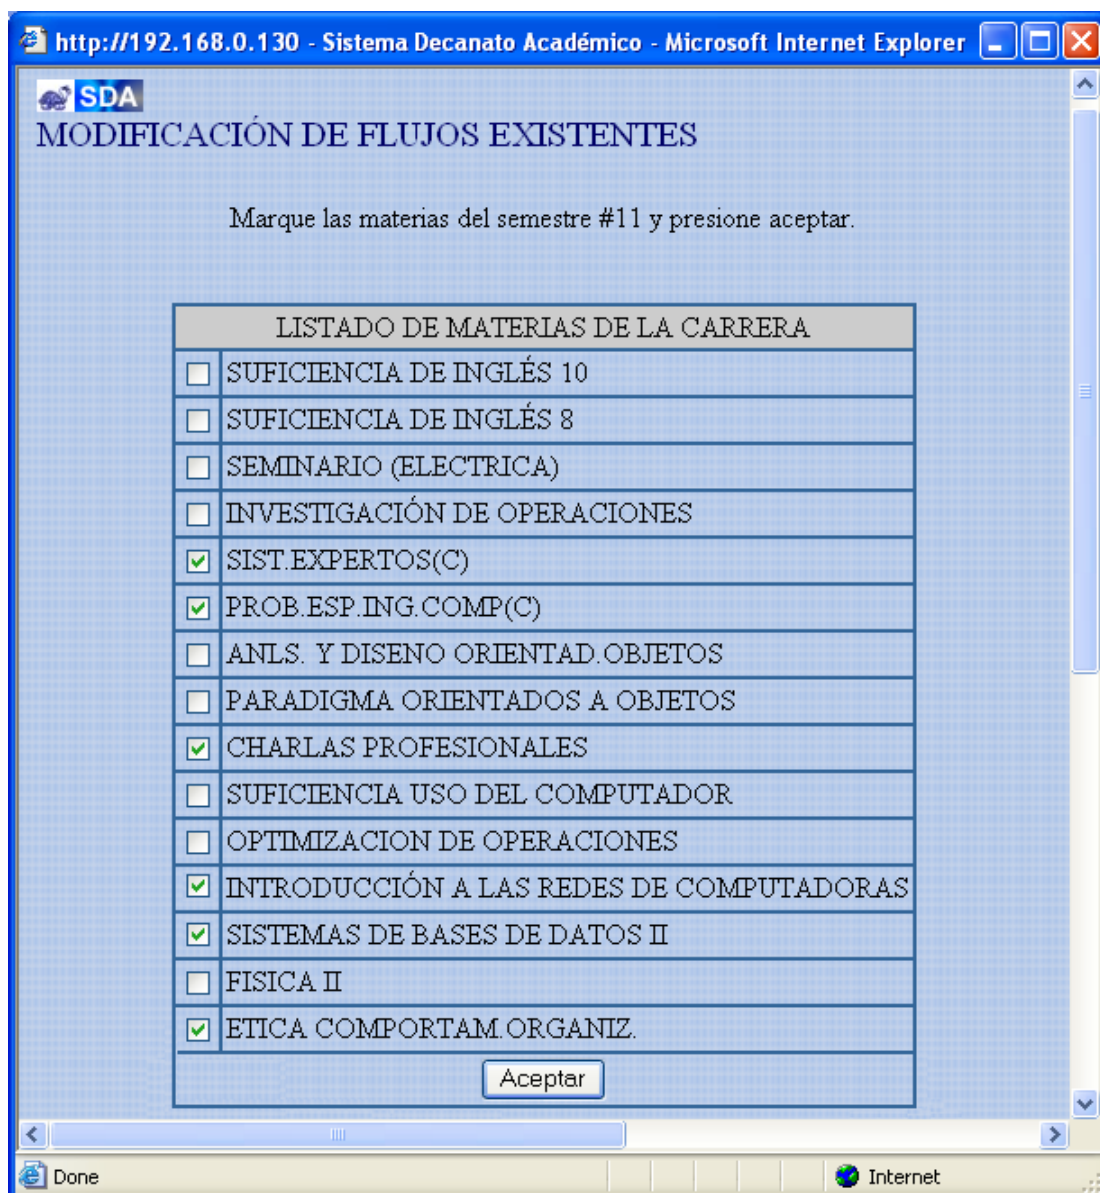 http://192.168.0.130 - Sistema Decanato Académico - Microsoft Internet Explorer
SDA
MODIFICACIÓN DE FLUJOS EXISTENTES
Marque las materias del semestre #11 y presione aceptar.
LISTADO DE MATERIAS DE LA CARRERA
SUFICIENCIA DE INGLÉS 10
SUFICIENCIA DE INGLÉS 8
SEMINARIO (ELECTRICA)
INVESTIGACIÓN DE OPERACIONES
SIST.EXPERTOS(C)
PROB.ESP.ING.COMP(C)
ANLS. Y DISENO ORIENTAD.OBJETOS
PARADIGMA ORIENTADOS A OBJETOS
CHARLAS PROFESIONALES
SUFICIENCIA USO DEL COMPUTADOR
OPTIMIZACION DE OPERACIONES
INTRODUCCIÓN A LAS REDES DE COMPUTADORAS
SISTEMAS DE BASES DE DATOS II
FISICA II
ETICA COMPORTAM.ORGANIZ.
Aceptar
Done
Internet